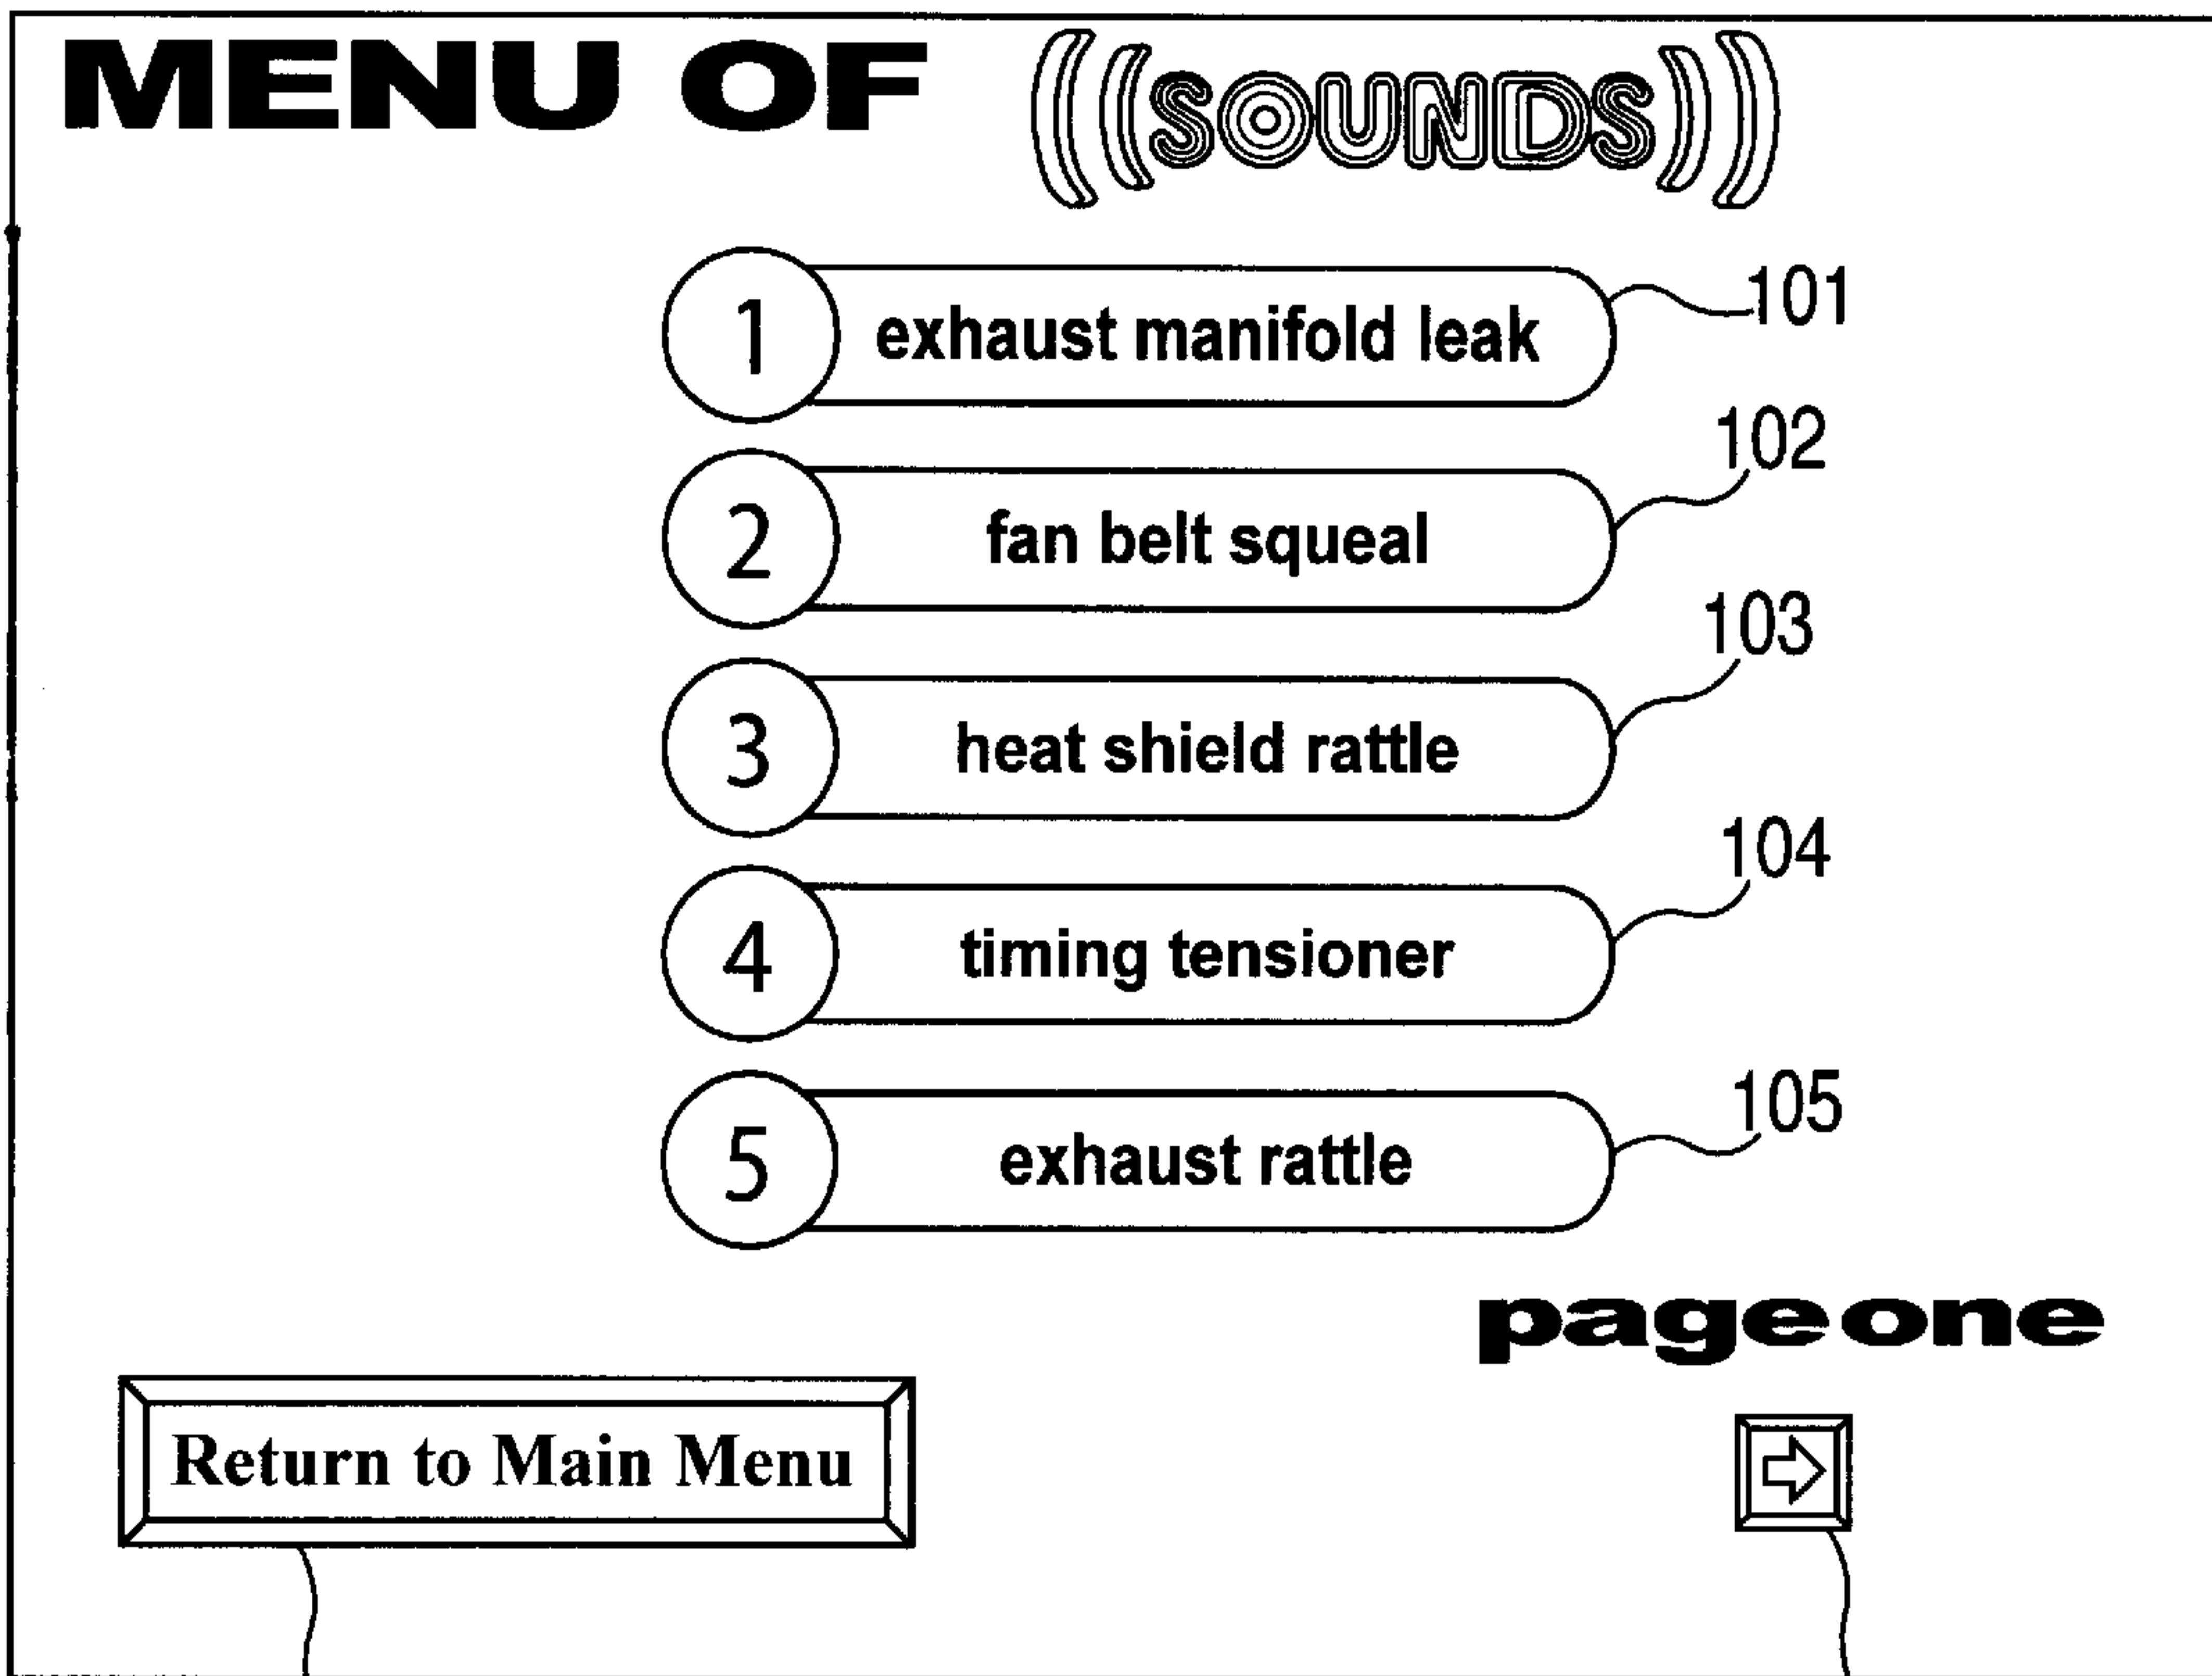 MENU OF ((SOUNDS))
1 exhaust manifold leak 101
2 fan belt squeal 102
3 heat shield rattle 103
4 timing tensioner 104
5 exhaust rattle 105
page one
Return to Main Menu